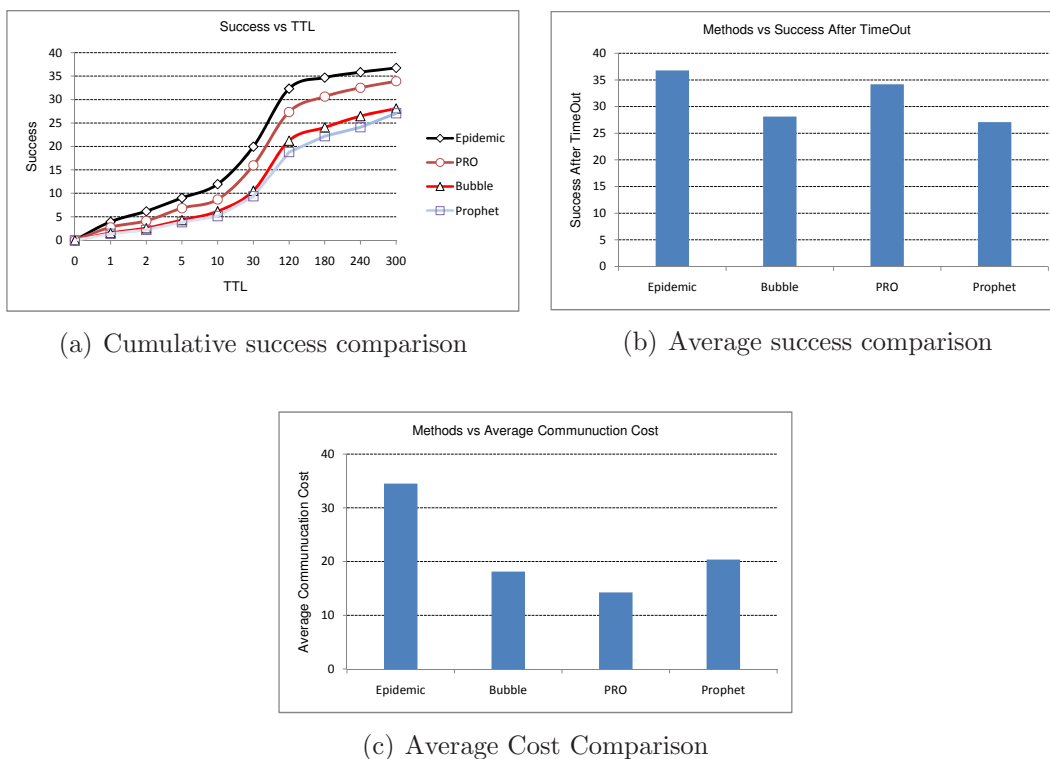 Success vs TTL
40
35
30
25
20
15
10
5
0
Success
0 1 2 5 10 30 120 180 240 300
TTL
Epidemic
PRO
Bubble
Prophet
(a) Cumulative success comparison
Methods vs Success After TimeOut
40
35
30
25
20
15
10
5
0
Success After TimeOut
Epidemic Bubble PRO Prophet
(b) Average success comparison
Methods vs Average Communuction Cost
40
30
20
10
0
Average Communucation Cost
Epidemic Bubble PRO Prophet
(c) Average Cost Comparison